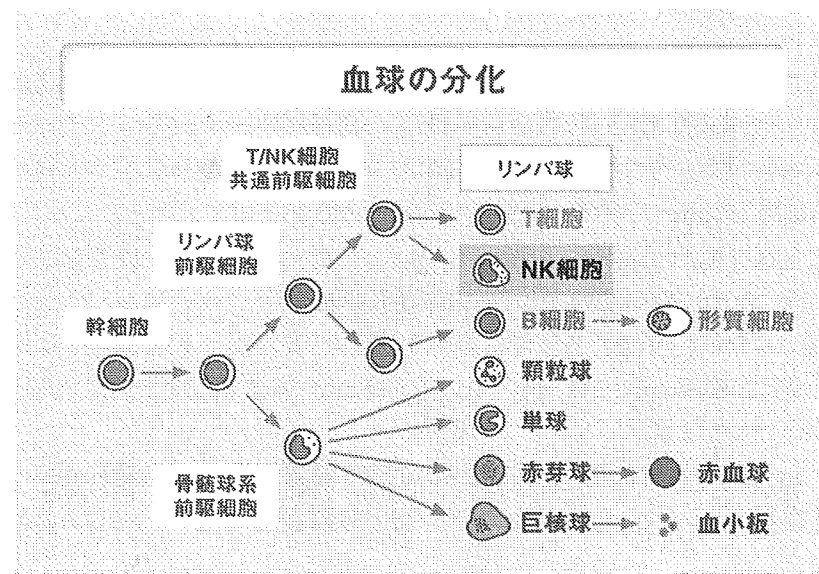 血球の分化
T/NK細胞
共通前駆細胞
リンパ球
T細胞
リンパ球
前駆細胞
NK細胞
幹細胞
B細胞
形質細胞
顆粒球
単球
骨髄球系
前駆細胞
赤芽球
赤血球
巨核球
血小板